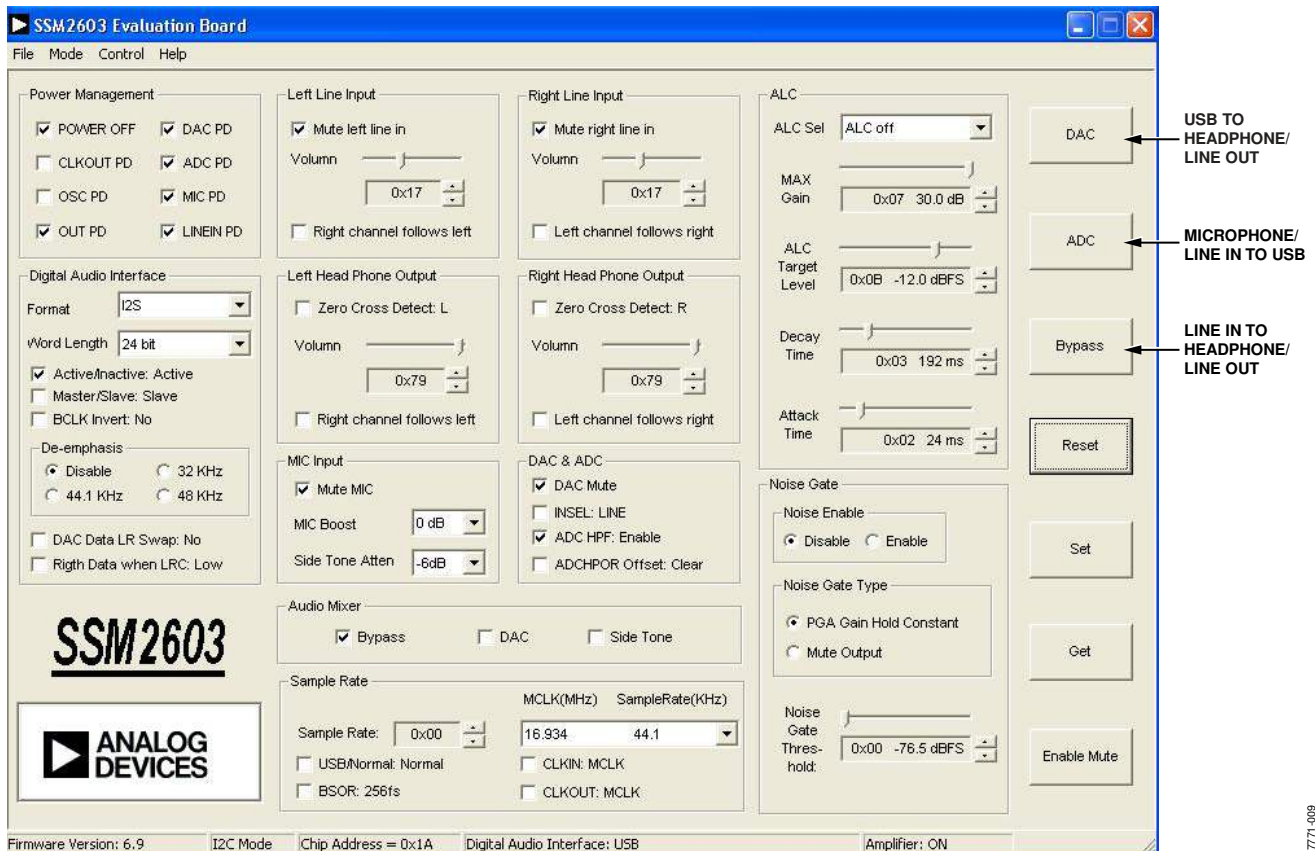 SSM2603 Evaluation Board
File Mode Control Help
Power Management
POWER OFF DAC PD
CLKOUT PD ADC PD
OSC PD MIC PD
OUT PD LINEIN PD
Digital Audio Interface
Format I2S
Word Length 24 bit
Active/Inactive: Active
Master/Slave: Slave
BCLK Invert: No
De-emphasis
Disable 32 KHz
44.1 KHz 48 KHz
DAC Data LR Swap: No
Rigth Data when LRC: Low
SSM2603
ANALOG
DEVICES
Left Line Input
Mute left line in
Volumn
0x17
Right channel follows left
Right Line Input
Mute right line in
Volumn
0x17
Left channel follows right
Left Head Phone Output
Zero Cross Detect: L
Volumn
0x79
Right channel follows left
Right Head Phone Output
Zero Cross Detect: R
Volumn
0x79
Left channel follows right
MIC Input
Mute MIC
MIC Boost 0 dB
Side Tone Atten -6dB
DAC & ADC
DAC Mute
INSEL: LINE
ADC HPF: Enable
ADCHPOR Offset: Clear
Audio Mixer
Bypass DAC Side Tone
Sample Rate
MCLK(MHz) SampleRate(KHz)
Sample Rate: 0x00 16.934 44.1
USB/Normal: Normal CLKIN: MCLK
BSOR: 256fs CLKOUT: MCLK
ALC
ALC Sel ALC off
MAX
Gain 0x07 30.0 dB
ALC
Target
Level 0x0B -12.0 dBFS
Decay
Time 0x03 192 ms
Attack
Time 0x02 24 ms
Noise Gate
Noise Enable
Disable Enable
Noise Gate Type
PGA Gain Hold Constant
Mute Output
Noise
Gate
Thres-
hold: 0x00 -76.5 dBFS
DAC
ADC
Bypass
Reset
Set
Get
Enable Mute
USB TO
HEADPHONE/
LINE OUT
MICROPHONE/
LINE IN TO USB
LINE IN TO
HEADPHONE/
LINE OUT
Firmware Version: 6.9 I2C Mode Chip Address = 0x1A Digital Audio Interface: USB Amplifier: ON
7771-009